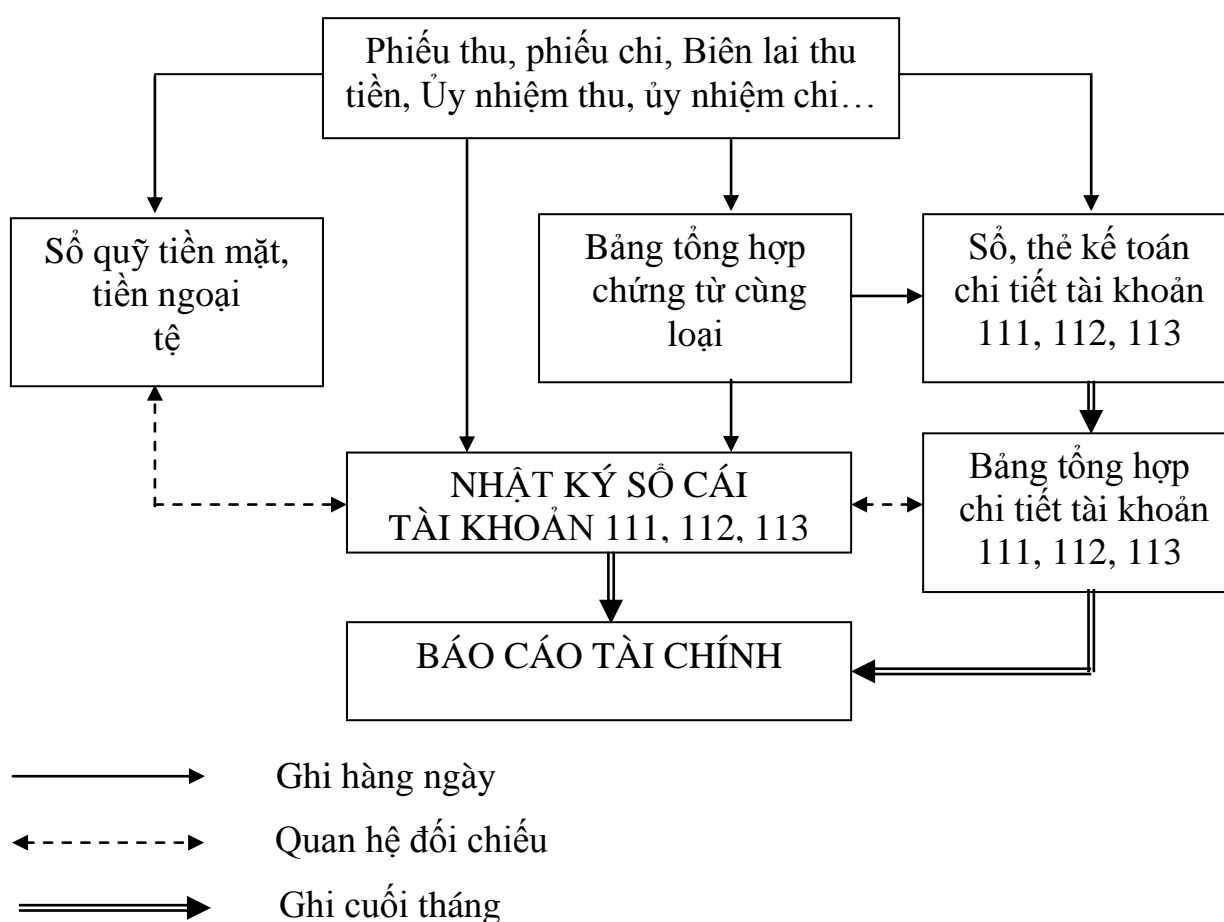 Phiếu thu, phiếu chi, Biên lai thu
tiền, Ủy nhiệm thu, ủy nhiệm chi…
Sổ quỹ tiền mặt,
tiền ngoại
tệ
Bảng tổng hợp
chứng từ cùng
loại
Sổ, thẻ kế toán
chi tiết tài khoản
111, 112, 113
NHẬT KÝ SỔ CÁI
TÀI KHOẢN 111, 112, 113
Bảng tổng hợp
chi tiết tài khoản
111, 112, 113
BÁO CÁO TÀI CHÍNH
Ghi hàng ngày
Quan hệ đối chiếu
Ghi cuối tháng